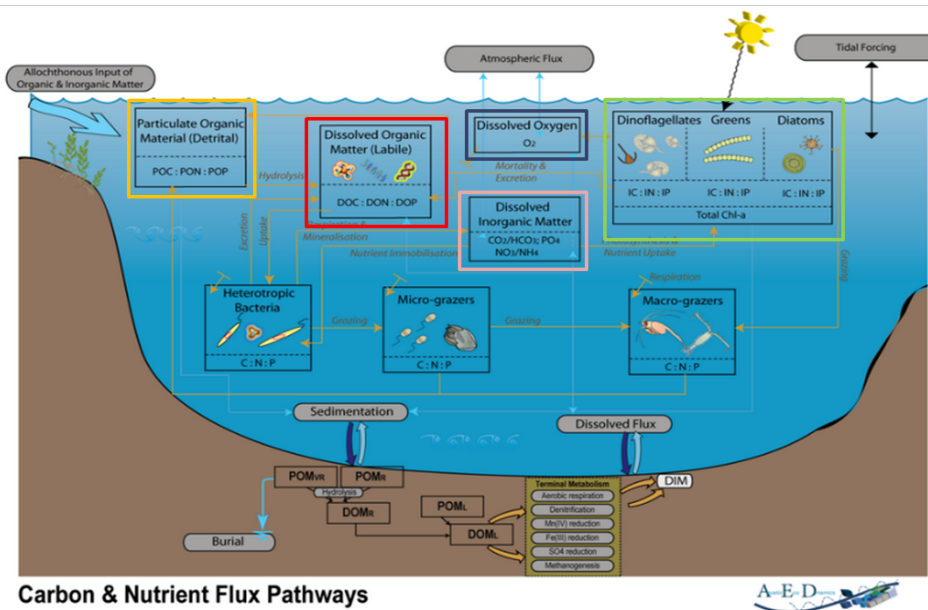 Allochthonous Input of
Organic & Inorganic Matter
Atmospheric Flux
Tidal Forcing
Particulate Organic
Material (Detrital)
POC : PON : POP
Dissolved Organic
Matter (Labile)
DOC : DON : DOP
Dissolved Oxygen
O2
Dinoflagellates
Greens
Diatoms
IC : IN : IP
IC : IN : IP
IC : IN : IP
Total Chl-a
Hydrolysis
Mortality &
Excretion
Dissolved
Inorganic Matter
CO2/HCO3; PO4
NO3/NH4
Excretion
Uptake
Mineralisation
Nutrient Immobilisation
Nutrient Uptake
Grazing
Respiration
Heterotropic
Bacteria
C : N : P
Grazing
Micro-grazers
C : N : P
Grazing
Macro-grazers
C : N : P
Sedimentation
Dissolved Flux
POMVR
POMR
Hydrolysis
DOMR
POML
DOML
Burial
Terminal Metabolism
Aerobic respiration
Denitrification
Mn(IV) reduction
Fe(III) reduction
SO4 reduction
Methanogenesis
DIM
Carbon & Nutrient Flux Pathways